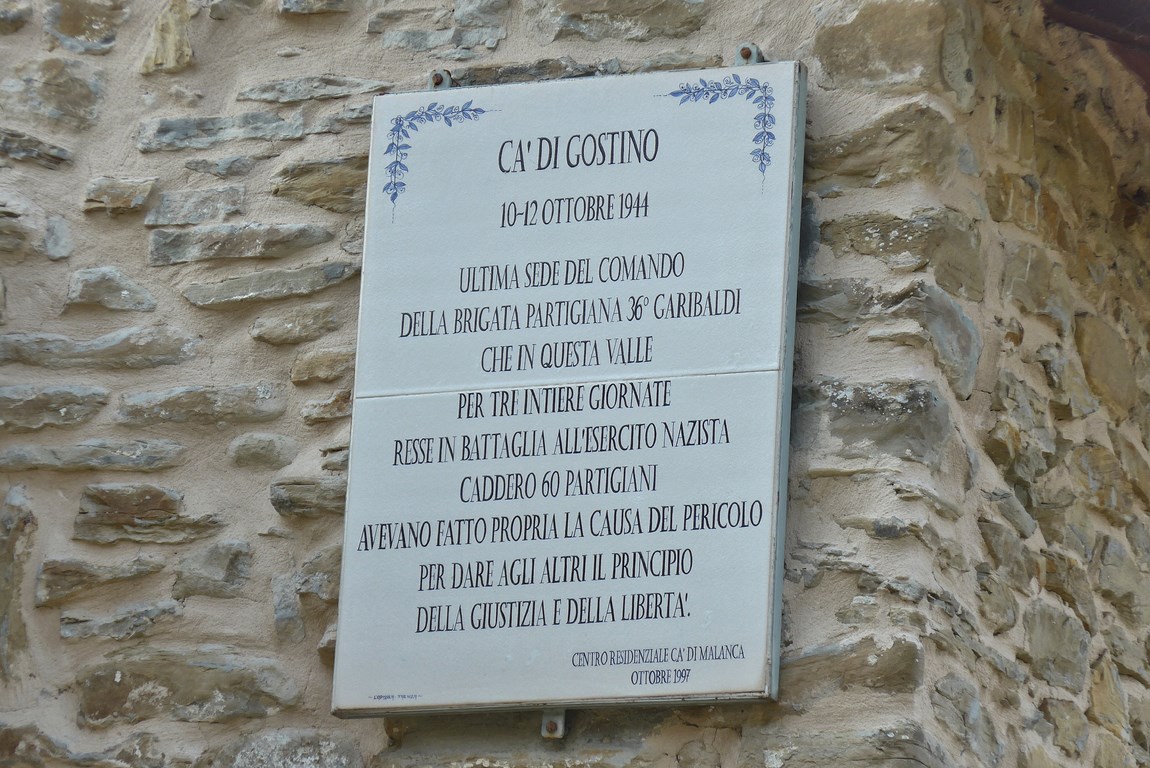 CA' DI GOSTINO
10-12 OTTOBRE 1944
ULTIMA SEDE DEL COMANDO
DELLA BRIGATA PARTIGIANA 36º GARIBALDI
CHE IN QUESTA VALLE
PER TRE INTIERE GIORNATE
RESSE IN BATTAGLIA ALL'ESERCITO NAZISTA
CADDERO 60 PARTIGIANI
AVEVANO FATTO PROPRIA LA CAUSA DEL PERICOLO
PER DARE AGLI ALTRI IL PRINCIPIO
DELLA GIUSTIZIA E DELLA LIBERTA'.
CENTRO RESIDENZIALE CA' DI MALANCA
OTTOBRE 1997